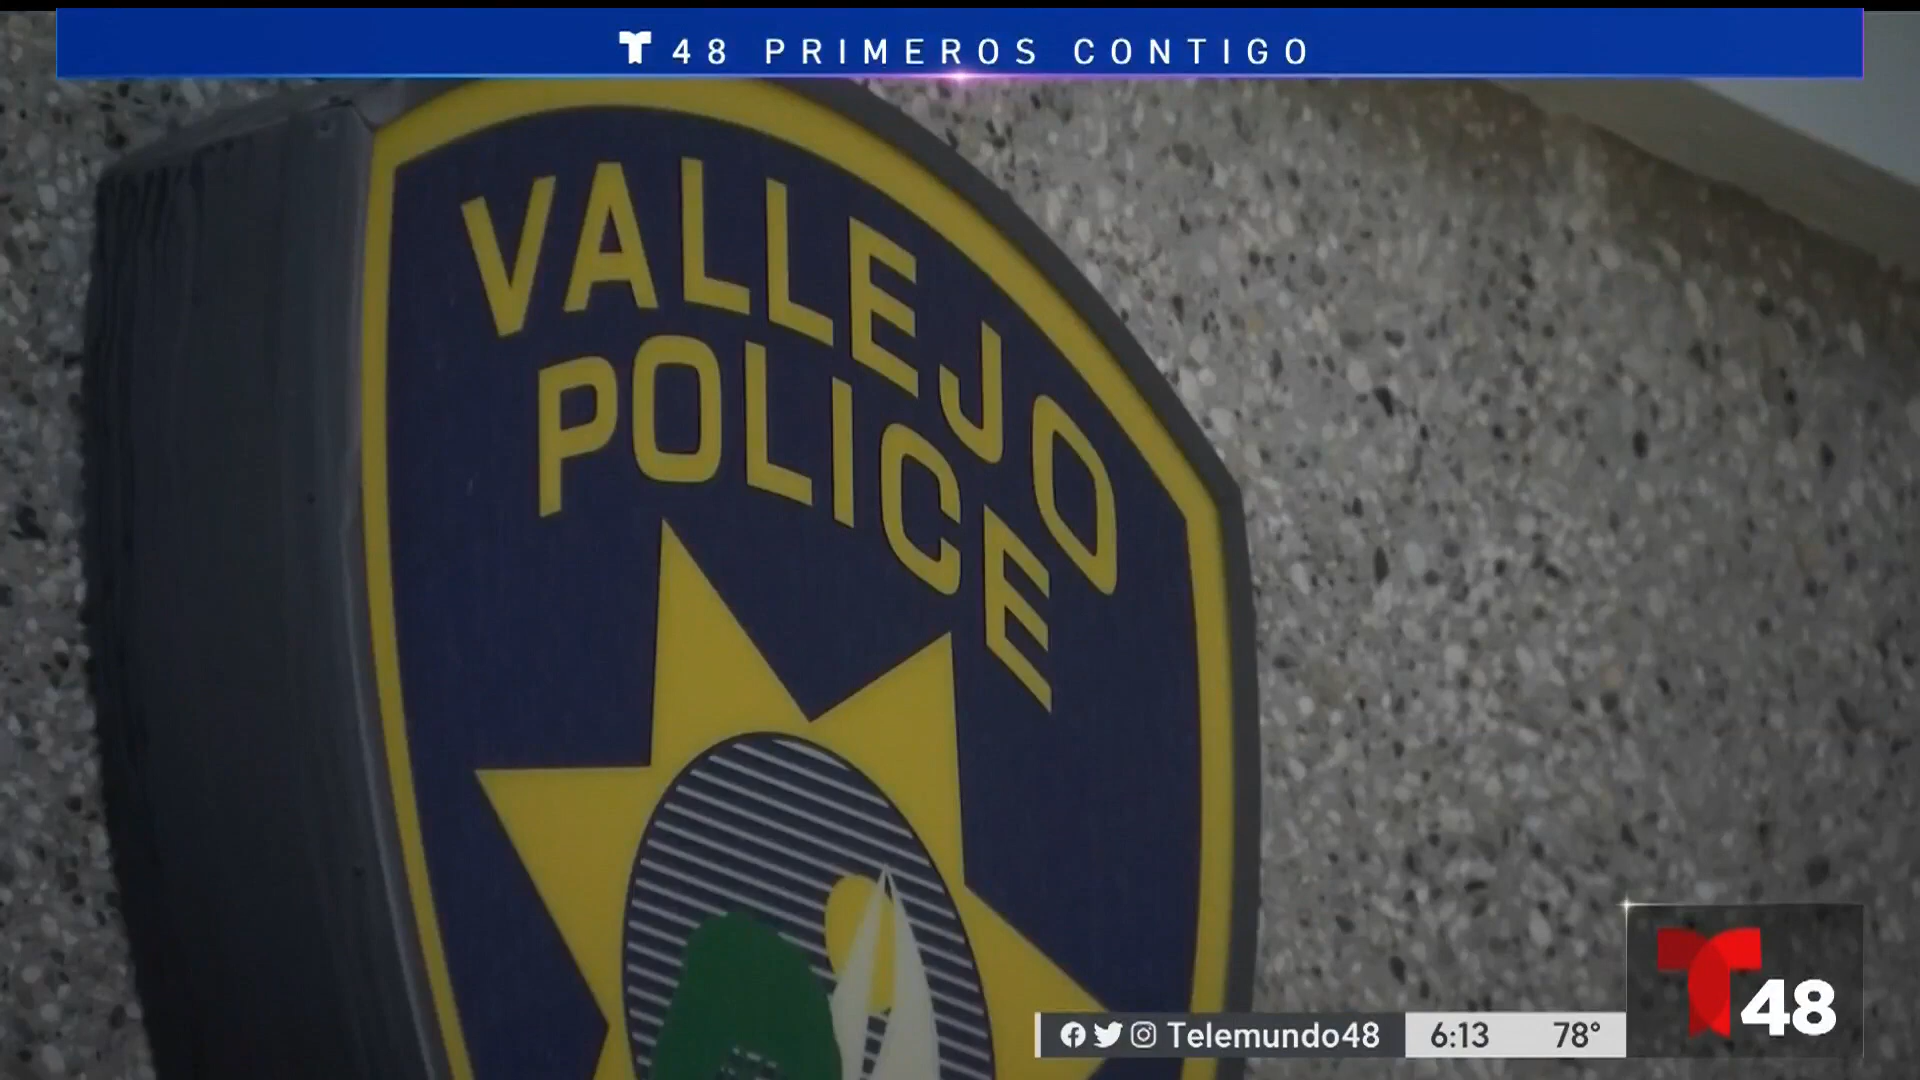 48 PRIMEROS CONTIGO
VALLEJO
POLICE
Telemundo48
6:13 78°
48